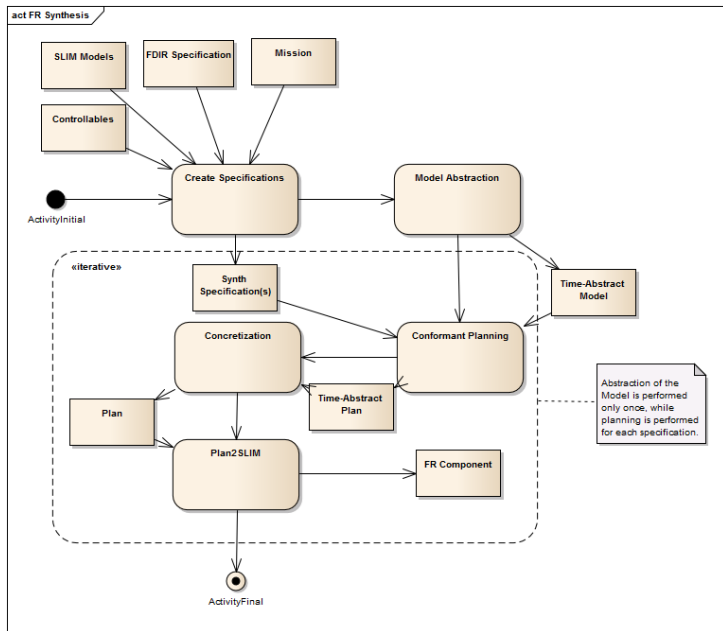 act FR Synthesis
SLIM Models
FDIR Specification
Mission
Controllables
Create Specifications
Model Abstraction
ActivityInitial
«iterative»
Synth
Specification(s)
Time-Abstract
Model
Concretization
Conformant Planning
Time-Abstract
Plan
Plan
Abstraction of the
Model is performed
only once, while
planning is performed
for each specification.
Plan2SLIM
FR Component
ActivityFinal